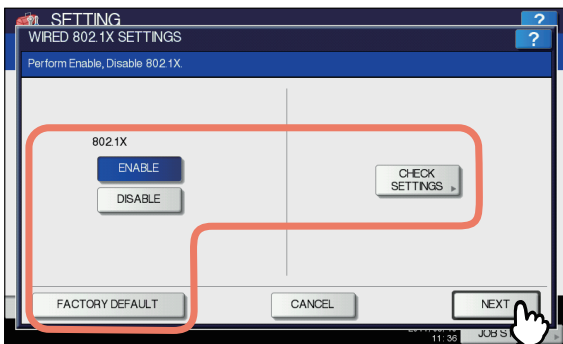 SETTING
?
WIRED 802.1X SETTINGS
?
Perform Enable, Disable 802.1X.
802.1X
ENABLE
DISABLE
CHECK
SETTINGS
FACTORY DEFAULT
CANCEL
NEXT
11:36
JOB ST